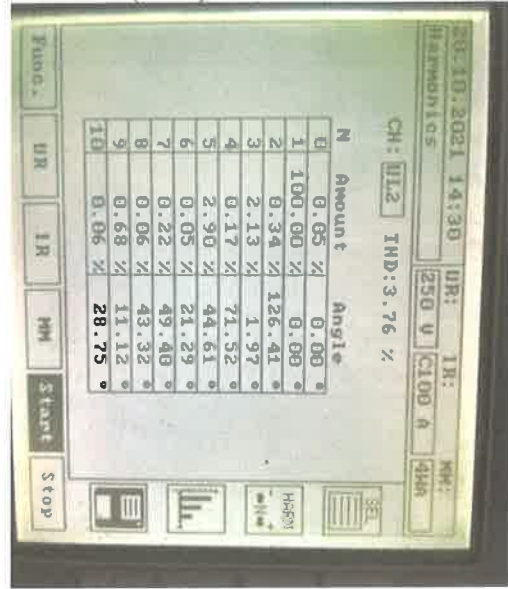 28.10.2021 14:30 UR: IR: MM:
Harmonics 250 V C100 A 4MA
CH: UL2 THD:3.76 %
N Amount Angle
0 0.05 % 0.00 °
1 100.00 % 0.00 °
2 0.34 % 126.41 °
3 2.13 % 1.97 °
4 0.17 % 71.52 °
5 2.90 % 44.61 °
6 0.05 % 21.29 °
7 0.22 % 49.40 °
8 0.06 % 43.32 °
9 0.68 % 11.12 °
10 0.06 % 28.75 °
SEL
HARM
*N*
Func. UR IR MM Start Stop